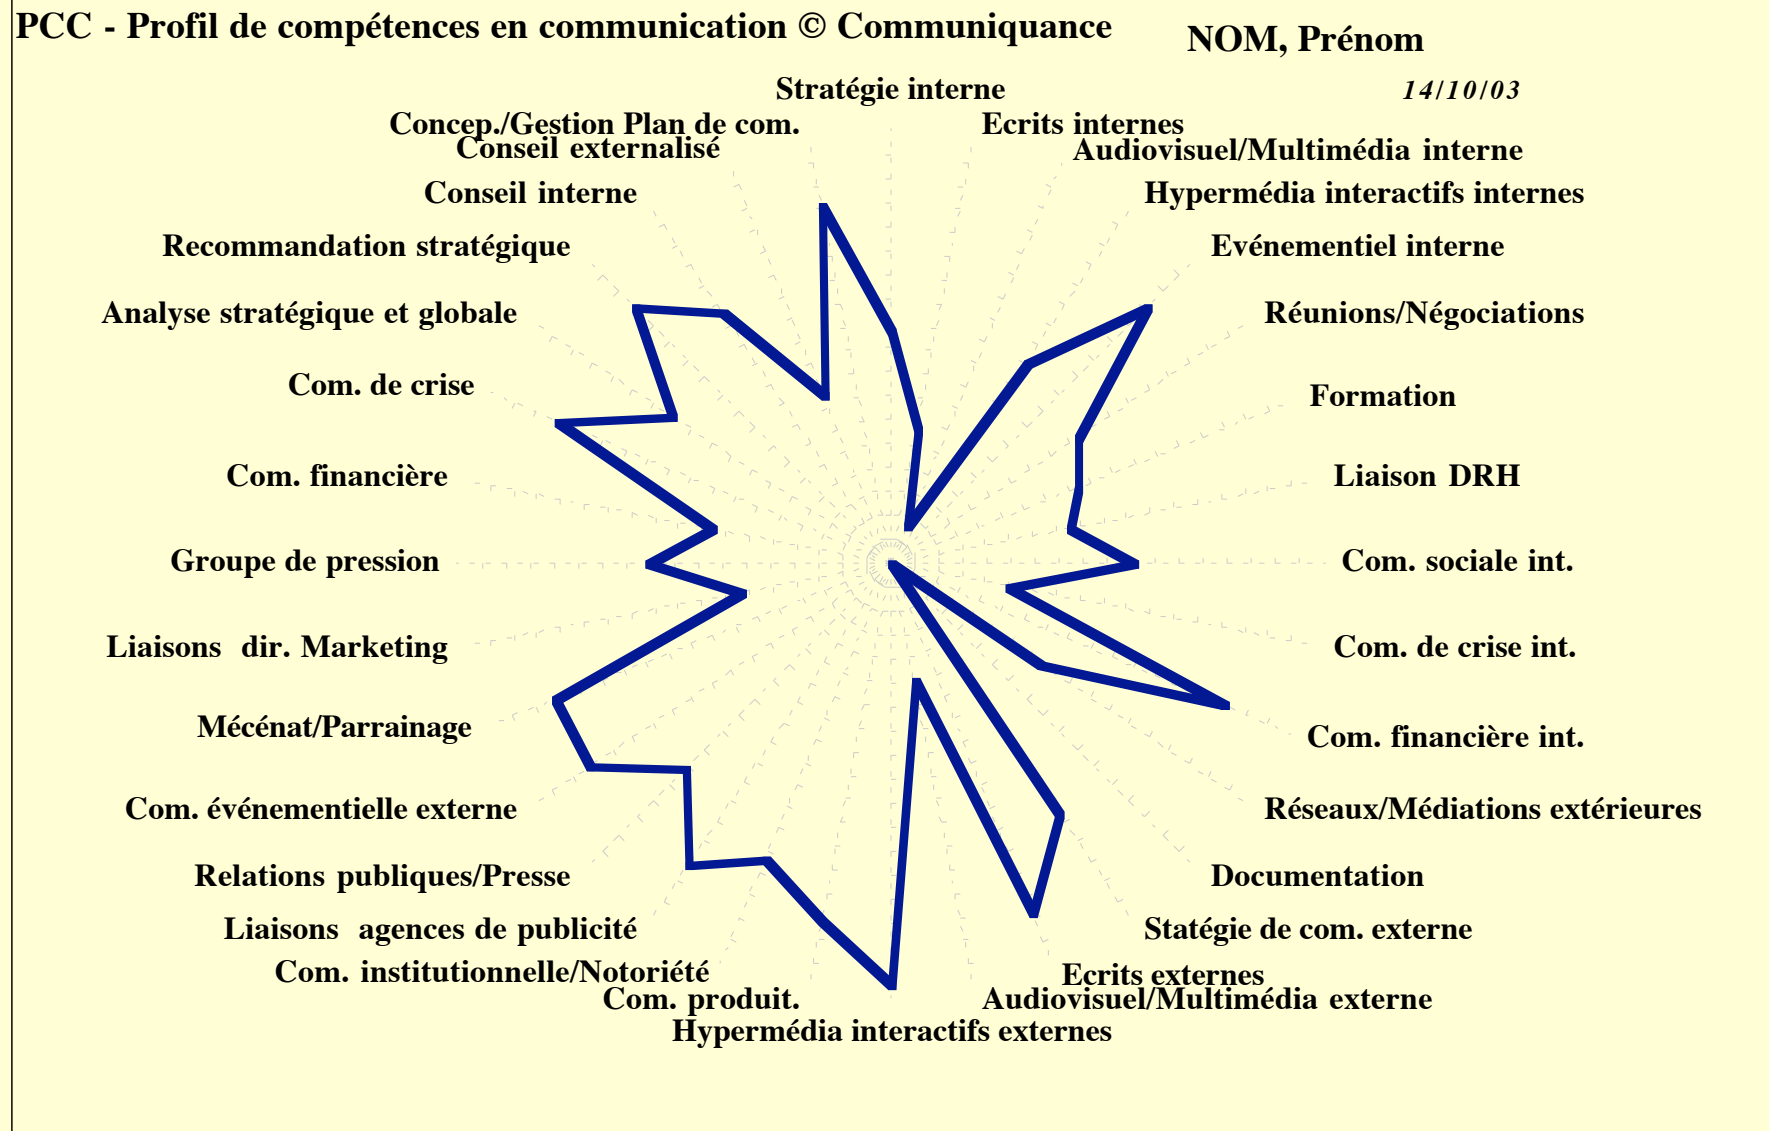 PCC - Profil de compétences en communication © Communiquance
NOM, Prénom
14/10/03
Stratégie interne
Ecrits internes
Audiovisuel/Multimédia interne
Hypermédia interactifs internes
Evénementiel interne
Réunions/Négociations
Formation
Liaison DRH
Com. sociale int.
Com. de crise int.
Com. financière int.
Réseaux/Médiations extérieures
Documentation
Statégie de com. externe
Ecrits externes
Audiovisuel/Multimédia externe
Hypermédia interactifs externes
Com. produit.
Com. institutionnelle/Notoriété
Liaisons agences de publicité
Relations publiques/Presse
Com. événementielle externe
Mécénat/Parrainage
Liaisons dir. Marketing
Groupe de pression
Com. financière
Com. de crise
Analyse stratégique et globale
Recommandation stratégique
Conseil interne
Conseil externalisé
Concep./Gestion Plan de com.